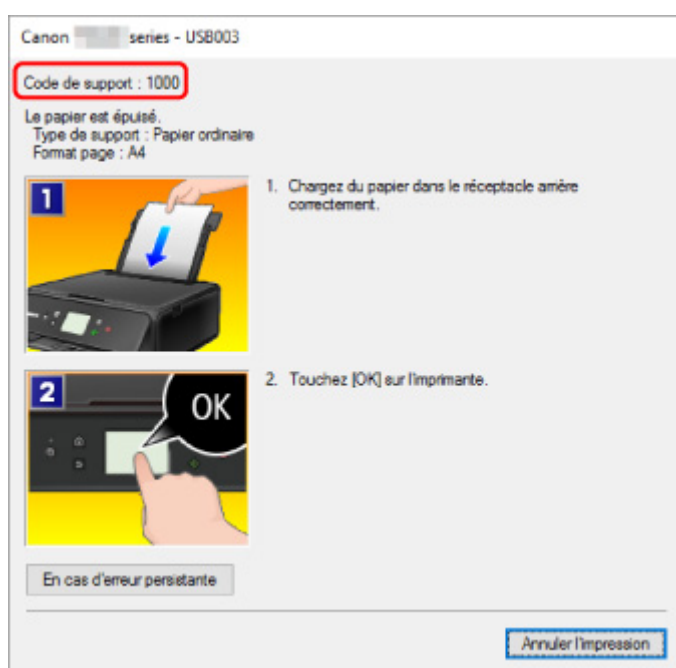 Canon series - USB003
Code de support : 1000
Le papier est épuisé.
Type de support : Papier ordinaire
Format page : A4
1
1. Chargez du papier dans le réceptacle arrière
correctement.
2
OK
2. Touchez [OK] sur l'imprimante.
En cas d'erreur persistante
Annuler l'impression